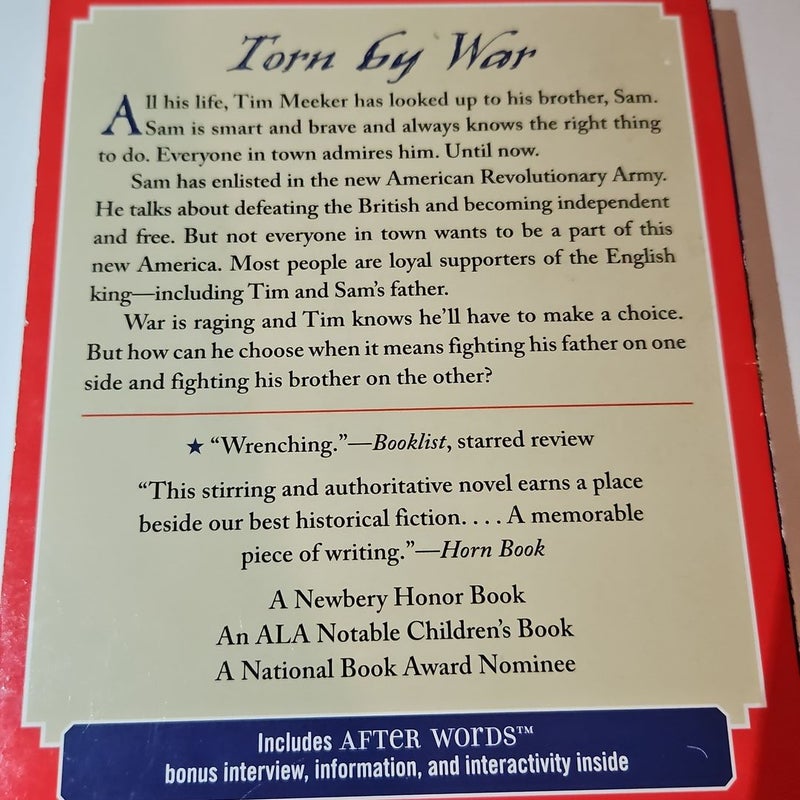 Torn by War
All his life, Tim Meeker has looked up to his brother, Sam.
Sam is smart and brave and always knows the right thing
to do. Everyone in town admires him. Until now.
Sam has enlisted in the new American Revolutionary Army.
He talks about defeating the British and becoming independent
and free. But not everyone in town wants to be a part of this
new America. Most people are loyal supporters of the English
king—including Tim and Sam's father.
War is raging and Tim knows he'll have to make a choice.
But how can he choose when it means fighting his father on one
side and fighting his brother on the other?
★ “Wrenching.”—Booklist, starred review
“This stirring and authoritative novel earns a place
beside our best historical fiction. . . . A memorable
piece of writing.”—Horn Book
A Newbery Honor Book
An ALA Notable Children's Book
A National Book Award Nominee
Includes AFTER WORDS™
bonus interview, information, and interactivity inside